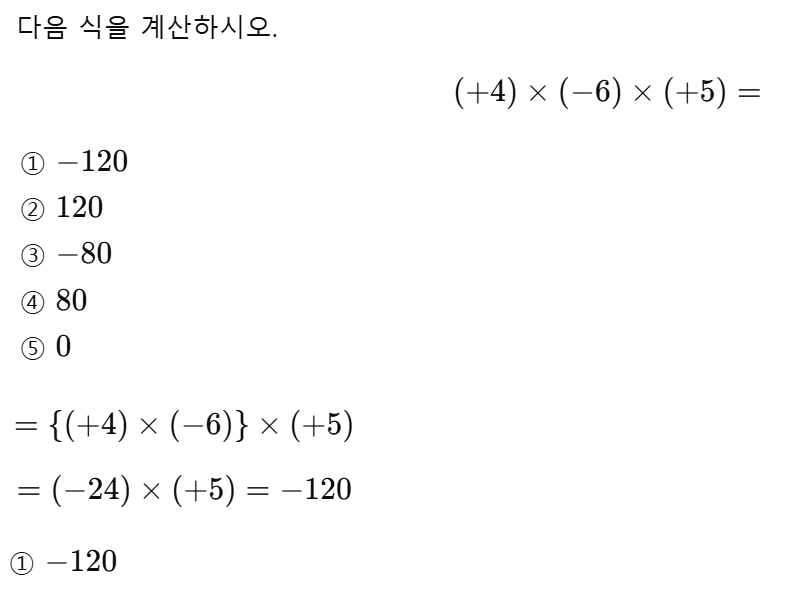 다음 식을 계산하시오.
(+4) × (−6) × (+5) =
① −120
② 120
③ −80
④ 80
⑤ 0
= {(+4) × (−6)} × (+5)
= (−24) × (+5) = −120
① −120